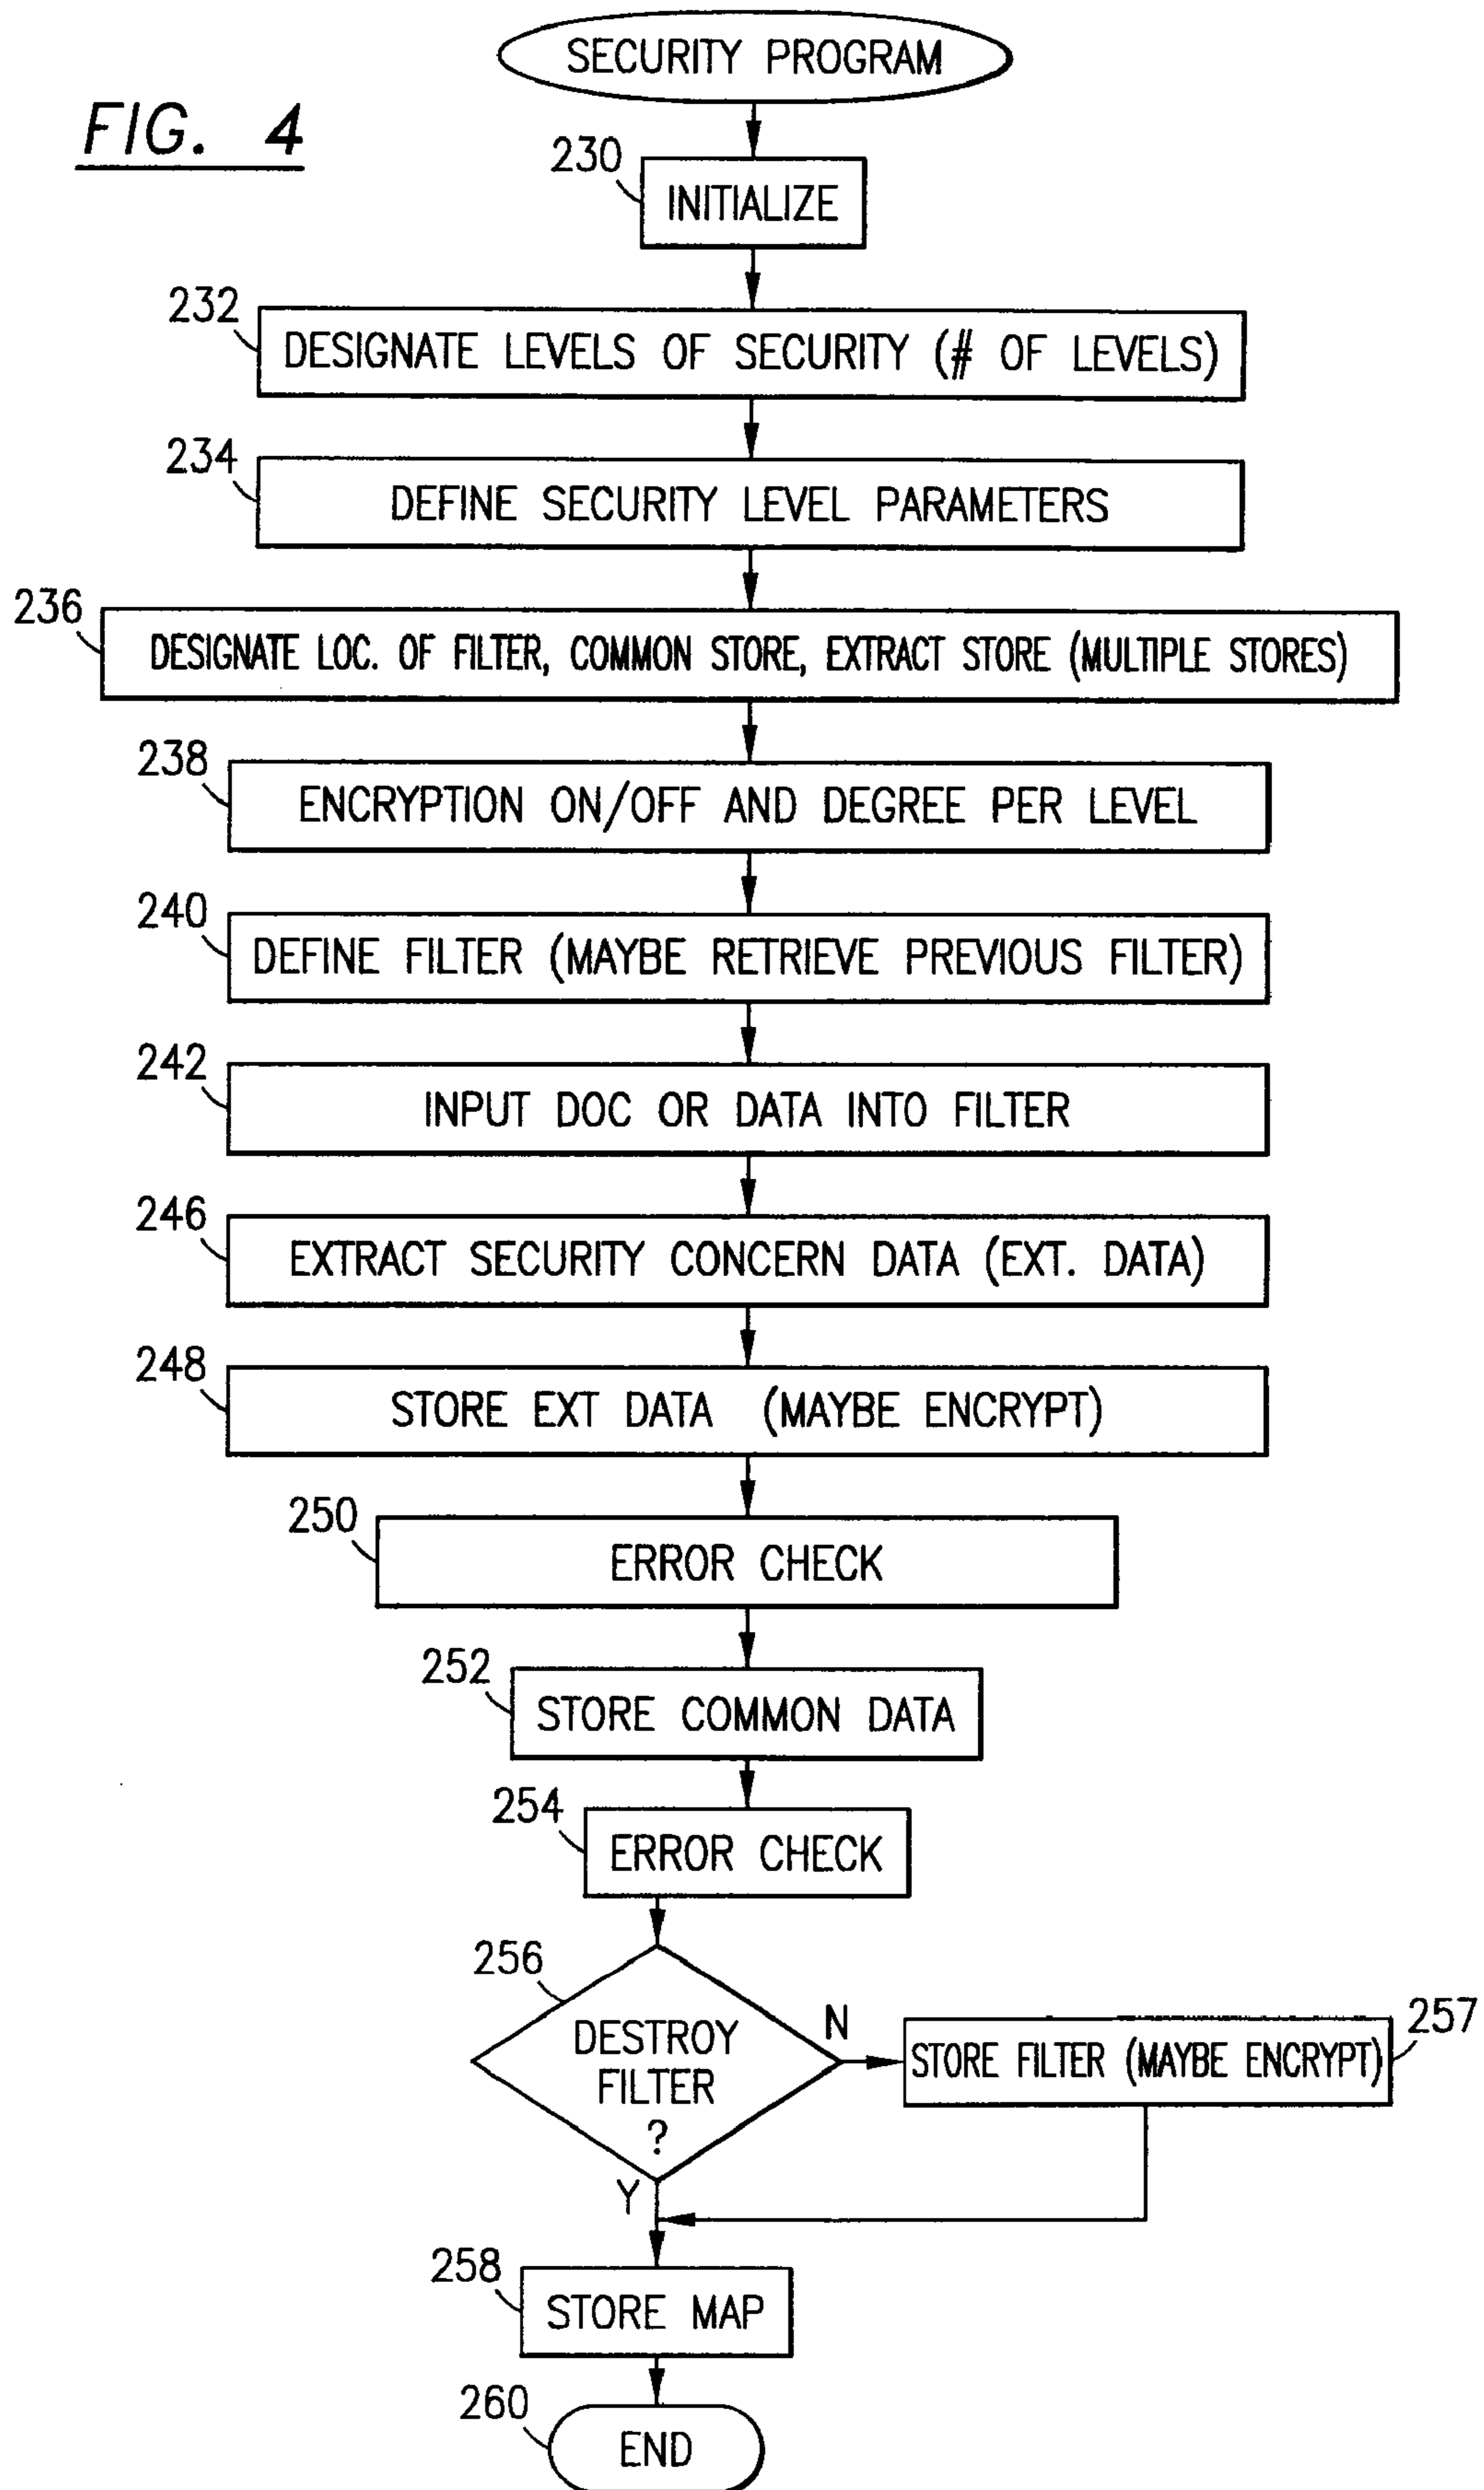 SECURITY PROGRAM
FIG. 4
230
INITIALIZE
232
DESIGNATE LEVELS OF SECURITY (# OF LEVELS)
234
DEFINE SECURITY LEVEL PARAMETERS
236
DESIGNATE LOC. OF FILTER, COMMON STORE, EXTRACT STORE (MULTIPLE STORES)
238
ENCRYPTION ON/OFF AND DEGREE PER LEVEL
240
DEFINE FILTER (MAYBE RETRIEVE PREVIOUS FILTER)
242
INPUT DOC OR DATA INTO FILTER
246
EXTRACT SECURITY CONCERN DATA (EXT. DATA)
248
STORE EXT DATA (MAYBE ENCRYPT)
250
ERROR CHECK
252
STORE COMMON DATA
254
ERROR CHECK
256
DESTROY
FILTER
?
N
257
STORE FILTER (MAYBE ENCRYPT)
Y
258
STORE MAP
260
END